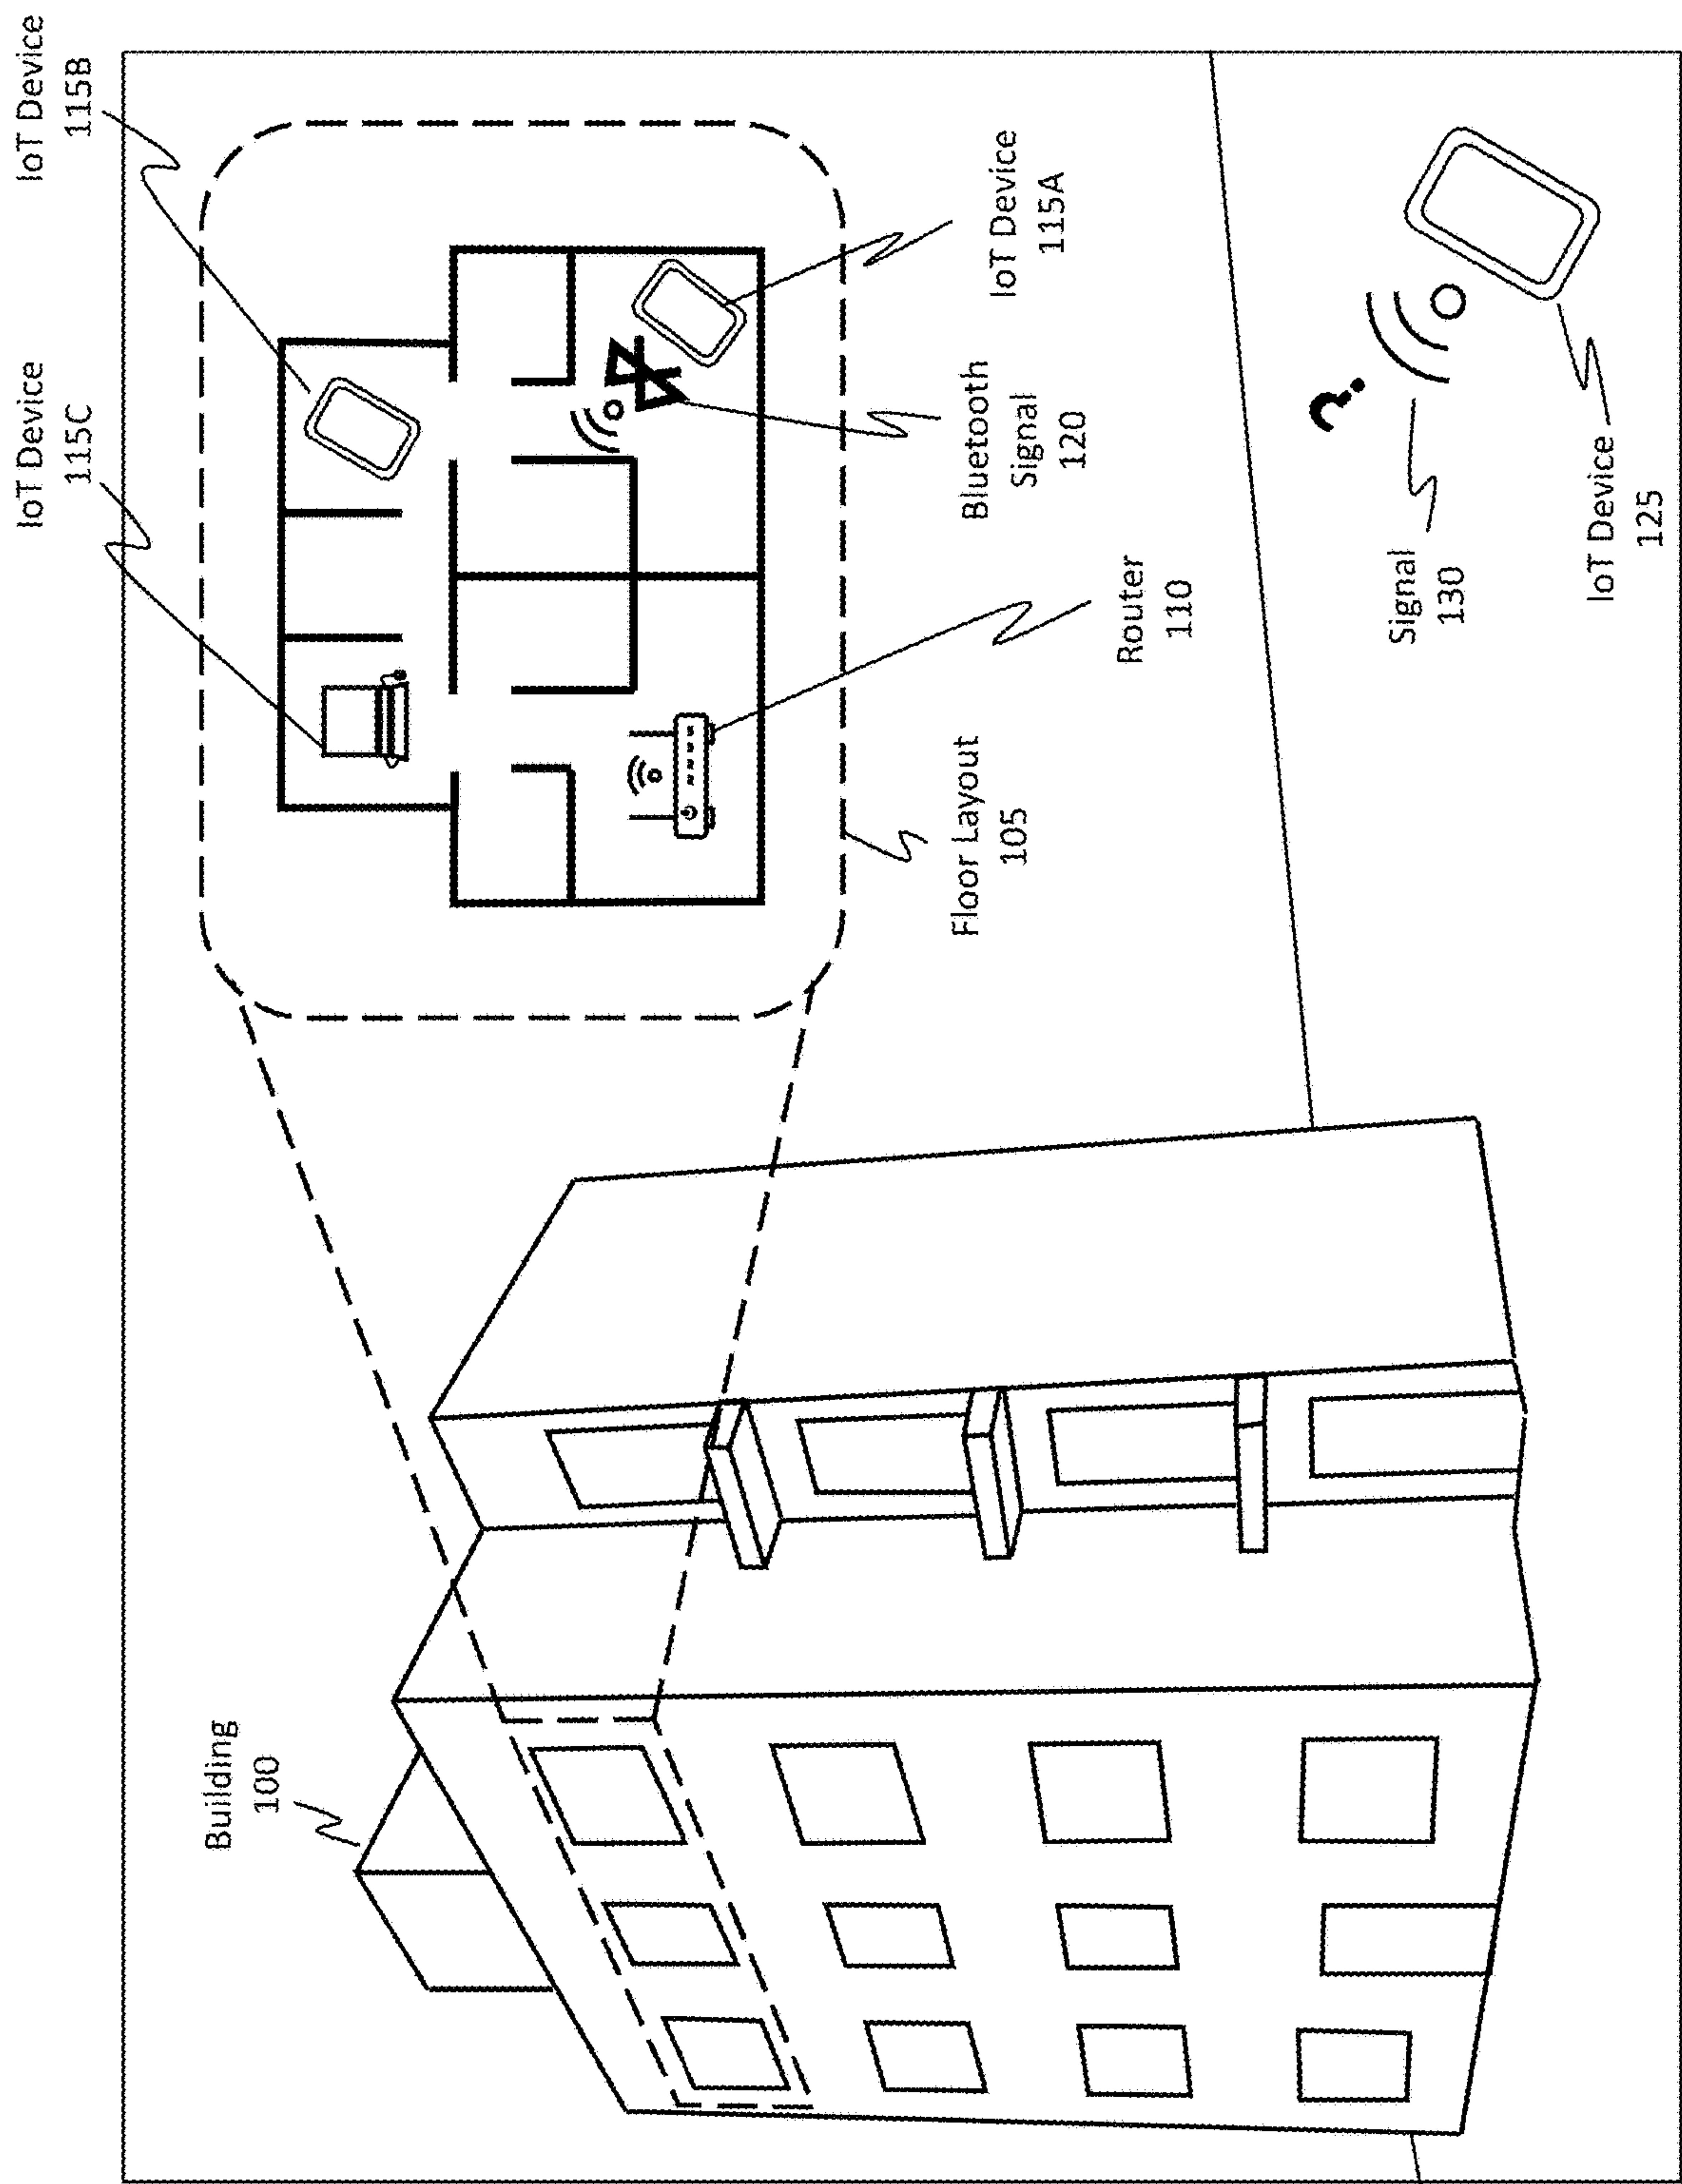 Building
100
IoT Device
115C
IoT Device
115B
IoT Device
115A
Bluetooth
Signal
120
Router
110
Floor Layout
105
Signal
130
?
IoT Device
125